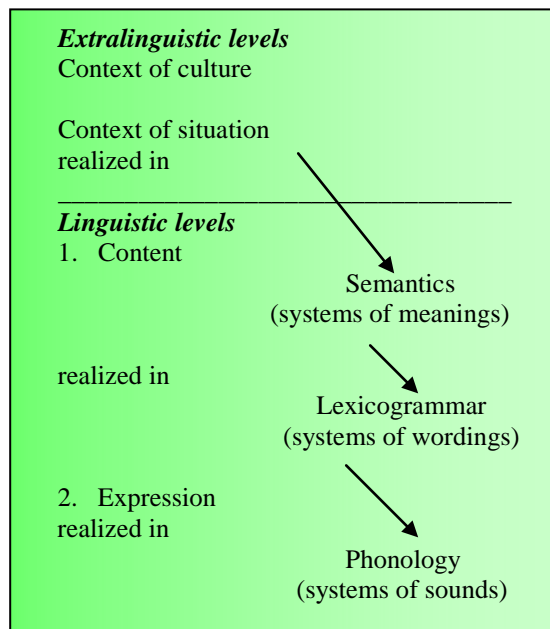 Extralinguistic levels
Context of culture
Context of situation
realized in
Linguistic levels
1. Content
Semantics
(systems of meanings)
realized in
Lexicogrammar
(systems of wordings)
2. Expression
realized in
Phonology
(systems of sounds)